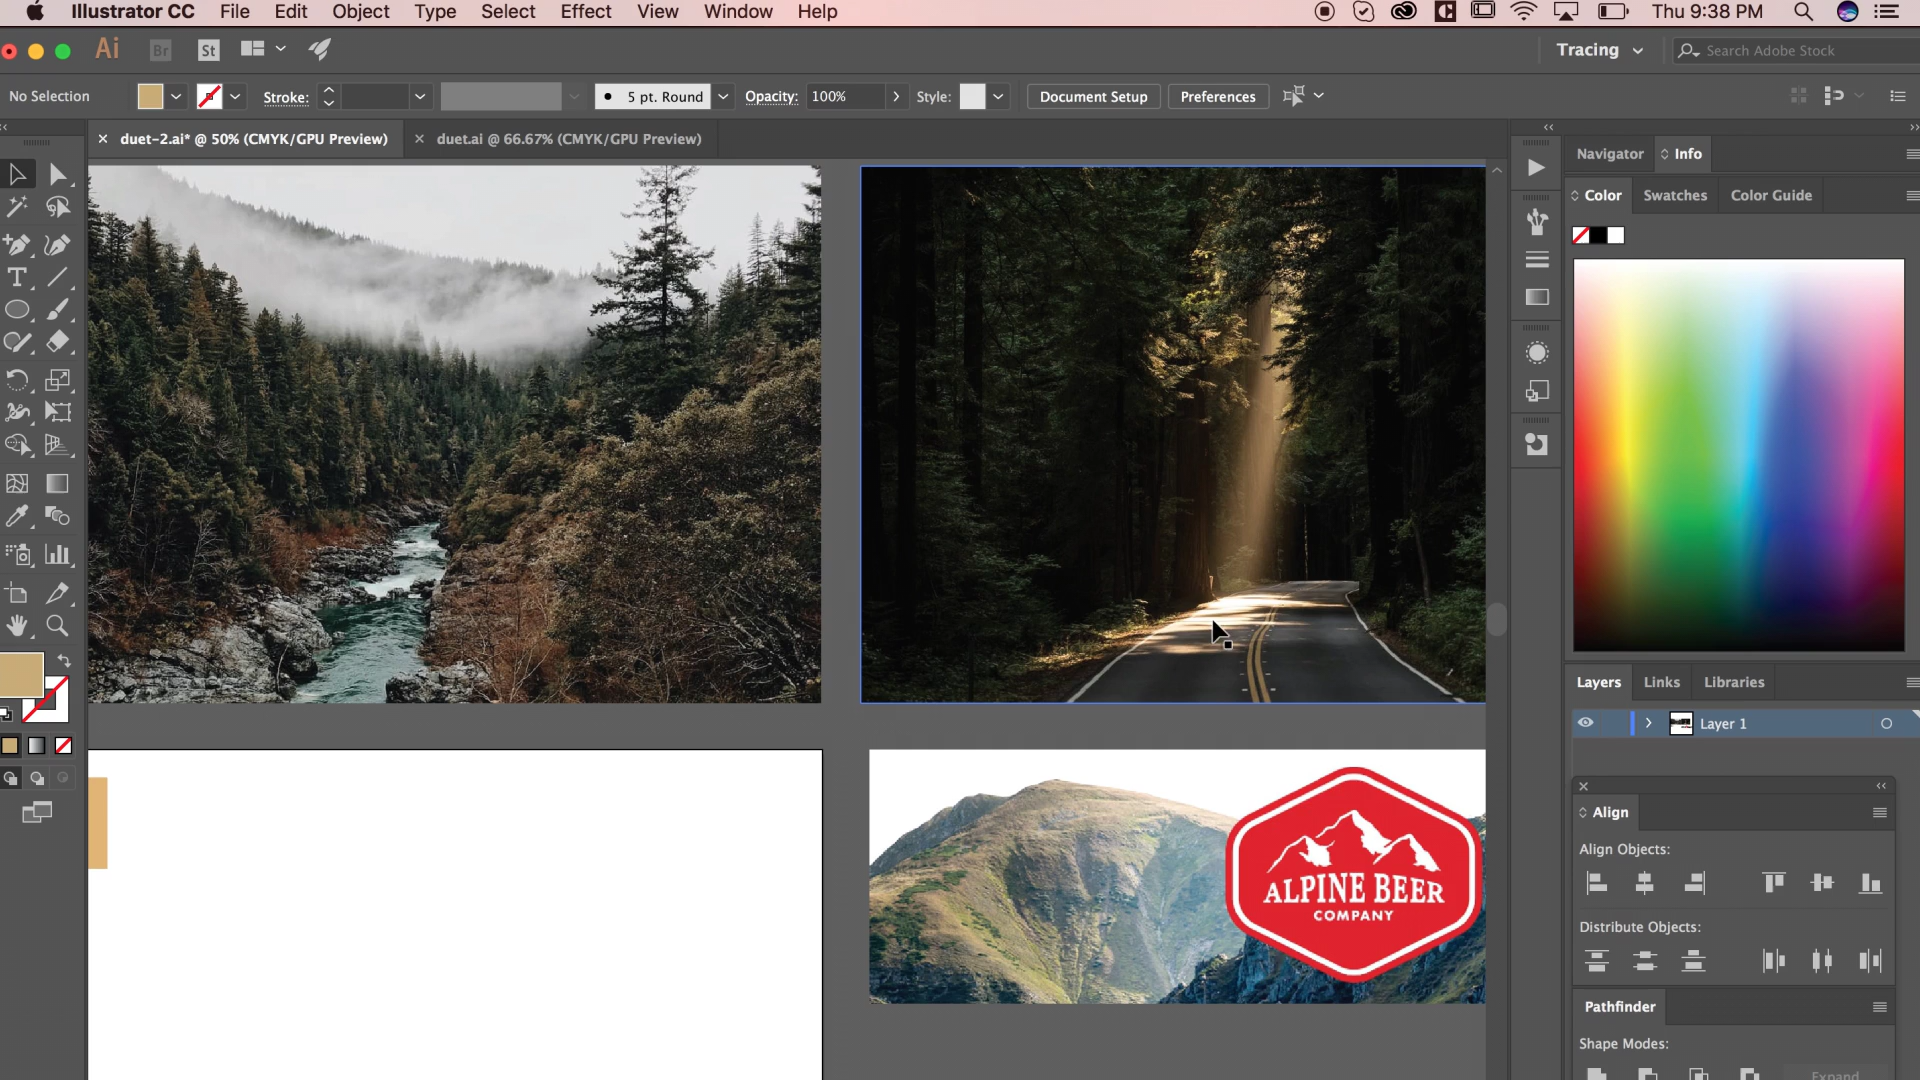 Illustrator CC File Edit Object Type Select Effect View Window Help Thu 9:38 PM
Ai Br St Tracing Search Adobe Stock
No Selection Stroke: 5 pt. Round Opacity: 100% Style: Document Setup Preferences
duet-2.ai* @ 50% (CMYK/GPU Preview) duet.ai @ 66.67% (CMYK/GPU Preview)
Navigator Info
Color Swatches Color Guide
Layers Links Libraries
Layer 1
Align
Align Objects:
Distribute Objects:
Pathfinder
Shape Modes:
Expand
ALPINE BEER
COMPANY